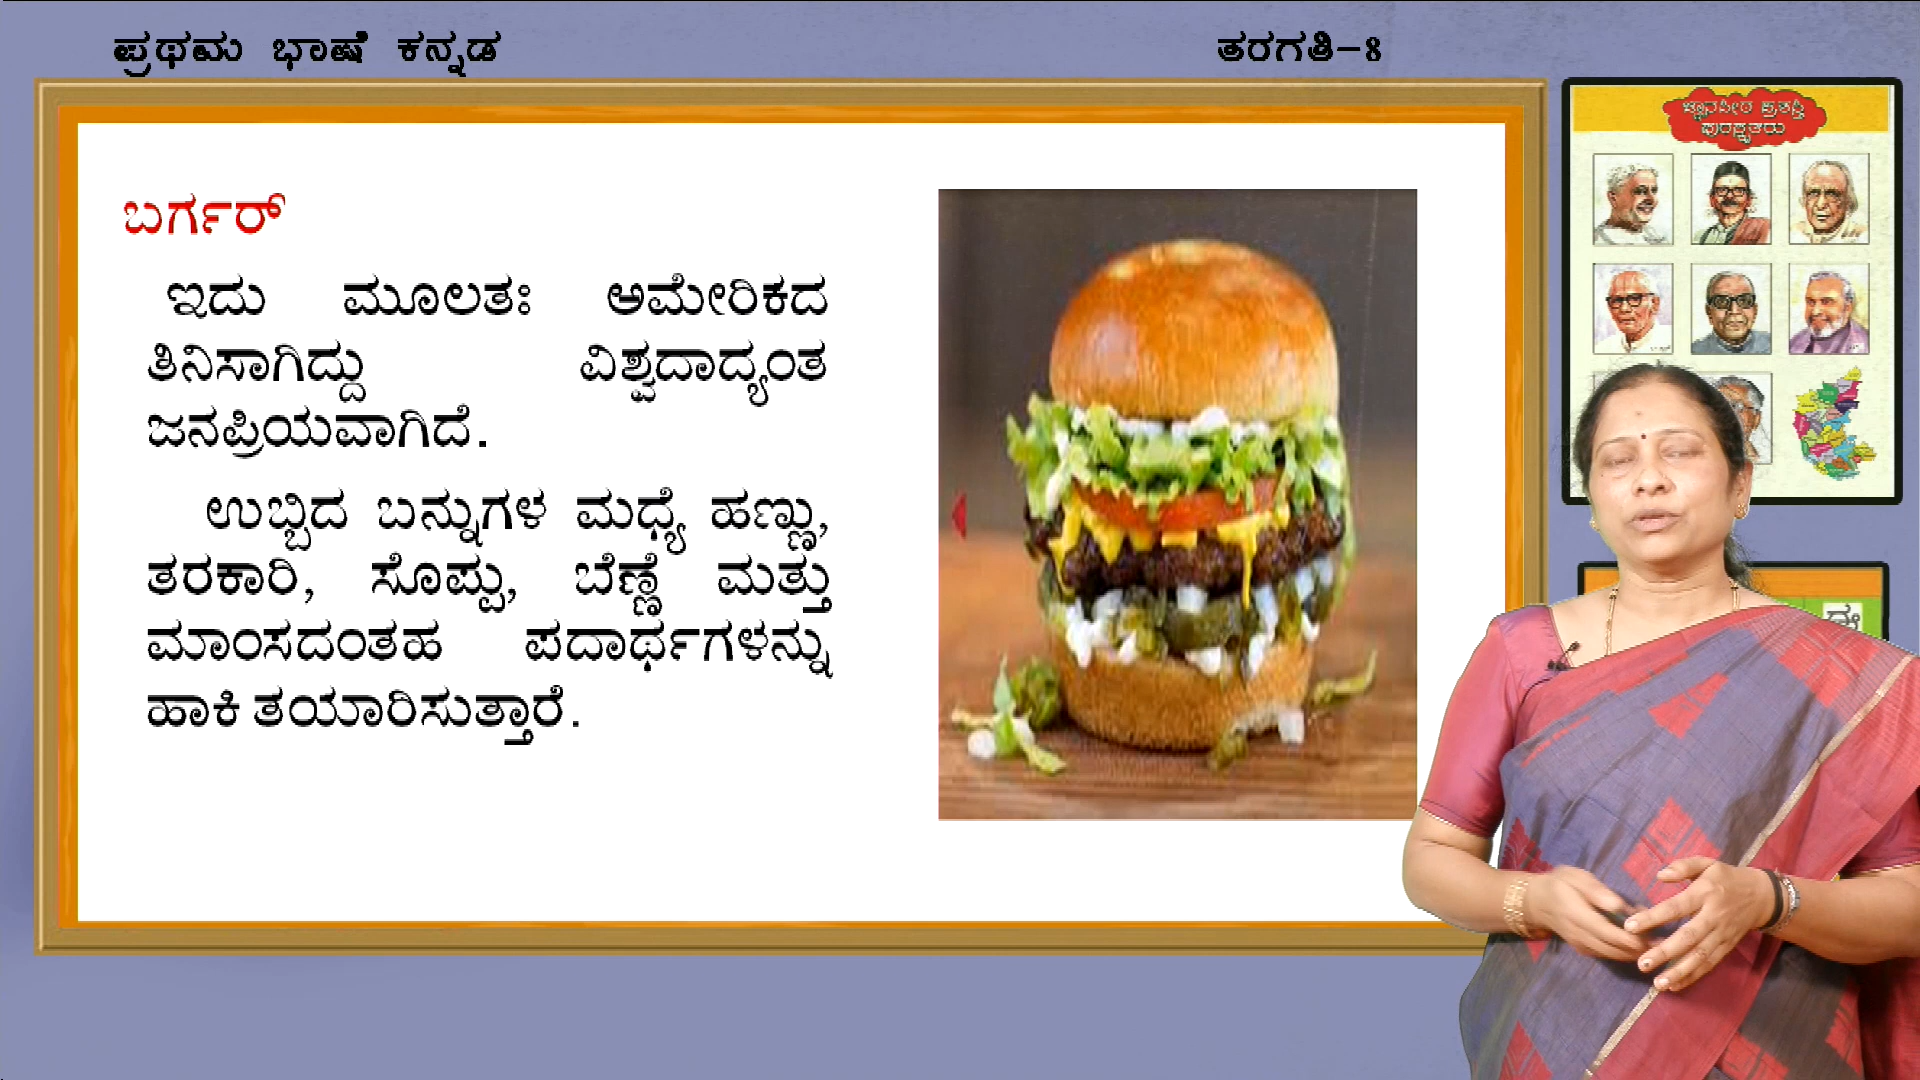 ಪ್ರಥಮ ಭಾಷೆ ಕನ್ನಡ
ತರಗತಿ-8
ಜ್ಞಾನಪೀಠ ಪ್ರಶಸ್ತಿ
ಪುರಸ್ಕೃತರು
ಬರ್ಗರ್
ಇದು ಮೂಲತಃ ಅಮೇರಿಕದ
ತಿನಿಸಾಗಿದ್ದು ವಿಶ್ವದಾದ್ಯಂತ
ಜನಪ್ರಿಯವಾಗಿದೆ.
ಉಬ್ಬಿದ ಬನ್ನುಗಳ ಮಧ್ಯೆ ಹಣ್ಣು,
ತರಕಾರಿ, ಸೊಪ್ಪು, ಬೆಣ್ಣೆ ಮತ್ತು
ಮಾಂಸದಂತಹ ಪದಾರ್ಥಗಳನ್ನು
ಹಾಕಿ ತಯಾರಿಸುತ್ತಾರೆ.